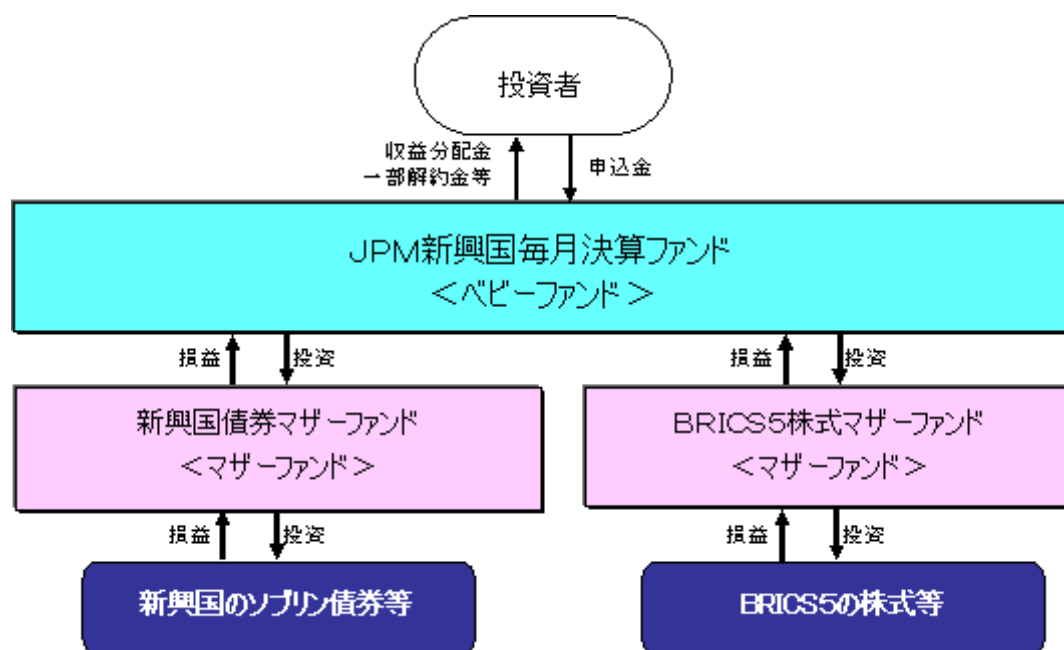 投資者
収益分配金
一部解約金等
申込金
JPM新興国毎月決算ファンド
＜ベビーファンド＞
損益
投資
損益
投資
新興国債券マザーファンド
＜マザーファンド＞
BRICS5株式マザーファンド
＜マザーファンド＞
損益
投資
損益
投資
新興国のソブリン債券等
BRICS5の株式等